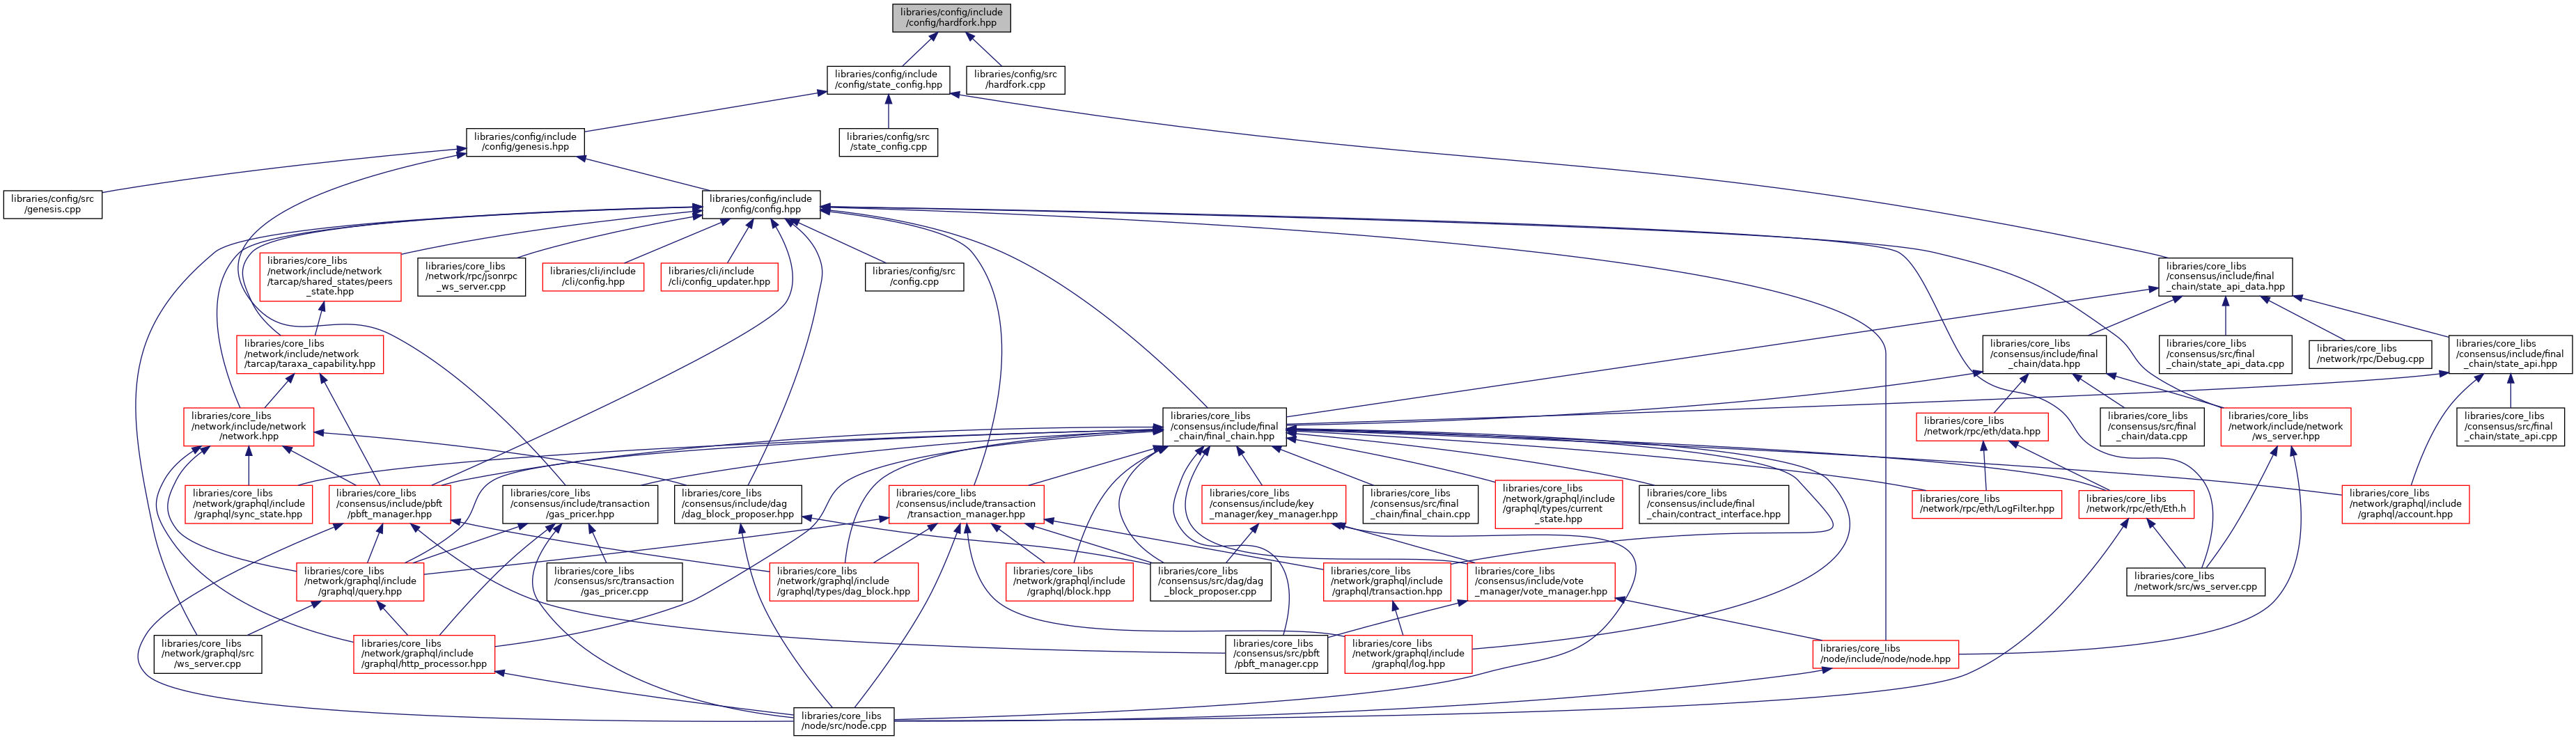 libraries/config/include
/config/hardfork.hpp
libraries/config/include
/config/state_config.hpp
libraries/config/src
/hardfork.cpp
libraries/config/include
/config/genesis.hpp
libraries/config/src
/state_config.cpp
libraries/config/src
/genesis.cpp
libraries/config/include
/config/config.hpp
libraries/core_libs
/network/include/network
/tarcap/shared_states/peers
_state.hpp
libraries/core_libs
/network/rpc/jsonrpc
_ws_server.cpp
libraries/cli/include
/cli/config.hpp
libraries/cli/include
/cli/config_updater.hpp
libraries/config/src
/config.cpp
libraries/core_libs
/consensus/include/final
_chain/state_api_data.hpp
libraries/core_libs
/network/include/network
/tarcap/taraxa_capability.hpp
libraries/core_libs
/consensus/include/final
_chain/data.hpp
libraries/core_libs
/consensus/src/final
_chain/state_api_data.cpp
libraries/core_libs
/network/rpc/Debug.cpp
libraries/core_libs
/consensus/include/final
_chain/state_api.hpp
libraries/core_libs
/network/include/network
/network.hpp
libraries/core_libs
/consensus/include/final
_chain/final_chain.hpp
libraries/core_libs
/network/rpc/eth/data.hpp
libraries/core_libs
/consensus/src/final
_chain/data.cpp
libraries/core_libs
/network/include/network
/ws_server.hpp
libraries/core_libs
/consensus/src/final
_chain/state_api.cpp
libraries/core_libs
/network/graphql/include
/graphql/sync_state.hpp
libraries/core_libs
/consensus/include/pbft
/pbft_manager.hpp
libraries/core_libs
/consensus/include/transaction
/gas_pricer.hpp
libraries/core_libs
/consensus/include/dag
/dag_block_proposer.hpp
libraries/core_libs
/consensus/include/transaction
/transaction_manager.hpp
libraries/core_libs
/consensus/include/key
_manager/key_manager.hpp
libraries/core_libs
/consensus/src/final
_chain/final_chain.cpp
libraries/core_libs
/network/graphql/include
/graphql/types/current
_state.hpp
libraries/core_libs
/consensus/include/final
_chain/contract_interface.hpp
libraries/core_libs
/network/rpc/eth/LogFilter.hpp
libraries/core_libs
/network/rpc/eth/Eth.h
libraries/core_libs
/network/graphql/include
/graphql/account.hpp
libraries/core_libs
/network/graphql/include
/graphql/query.hpp
libraries/core_libs
/consensus/src/transaction
/gas_pricer.cpp
libraries/core_libs
/network/graphql/include
/graphql/types/dag_block.hpp
libraries/core_libs
/network/graphql/include
/graphql/block.hpp
libraries/core_libs
/consensus/src/dag/dag
_block_proposer.cpp
libraries/core_libs
/network/graphql/include
/graphql/transaction.hpp
libraries/core_libs
/consensus/include/vote
_manager/vote_manager.hpp
libraries/core_libs
/network/src/ws_server.cpp
libraries/core_libs
/network/graphql/src
/ws_server.cpp
libraries/core_libs
/network/graphql/include
/graphql/http_processor.hpp
libraries/core_libs
/consensus/src/pbft
/pbft_manager.cpp
libraries/core_libs
/network/graphql/include
/graphql/log.hpp
libraries/core_libs
/node/include/node/node.hpp
libraries/core_libs
/node/src/node.cpp